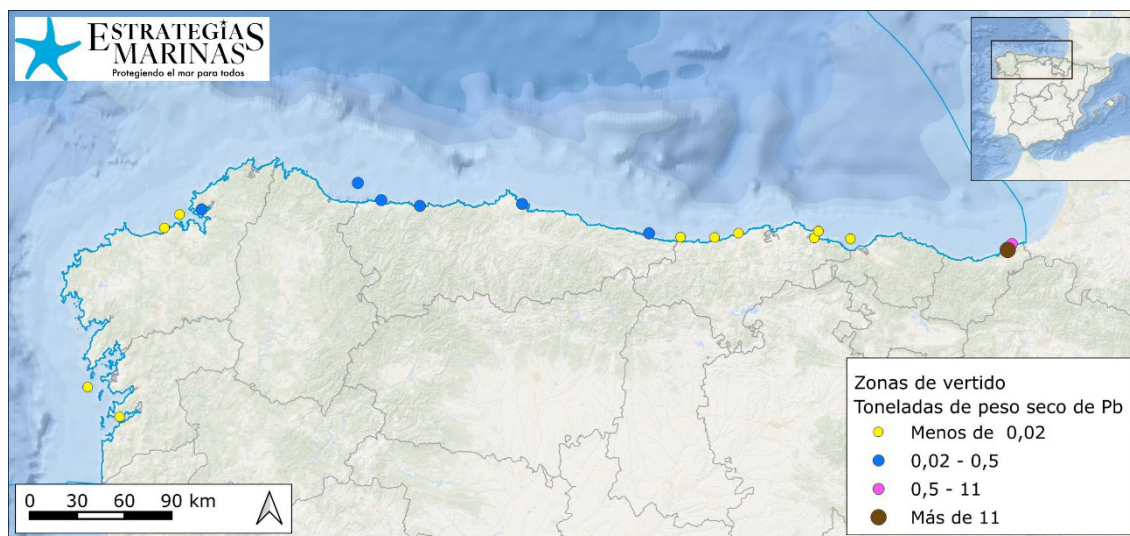 ESTRATEGIAS
MARINAS
Protegiendo el mar para todos
Zonas de vertido
Toneladas de peso seco de Pb
Menos de 0,02
0,02 - 0,5
0,5 - 11
Más de 11
0 30 60 90 km